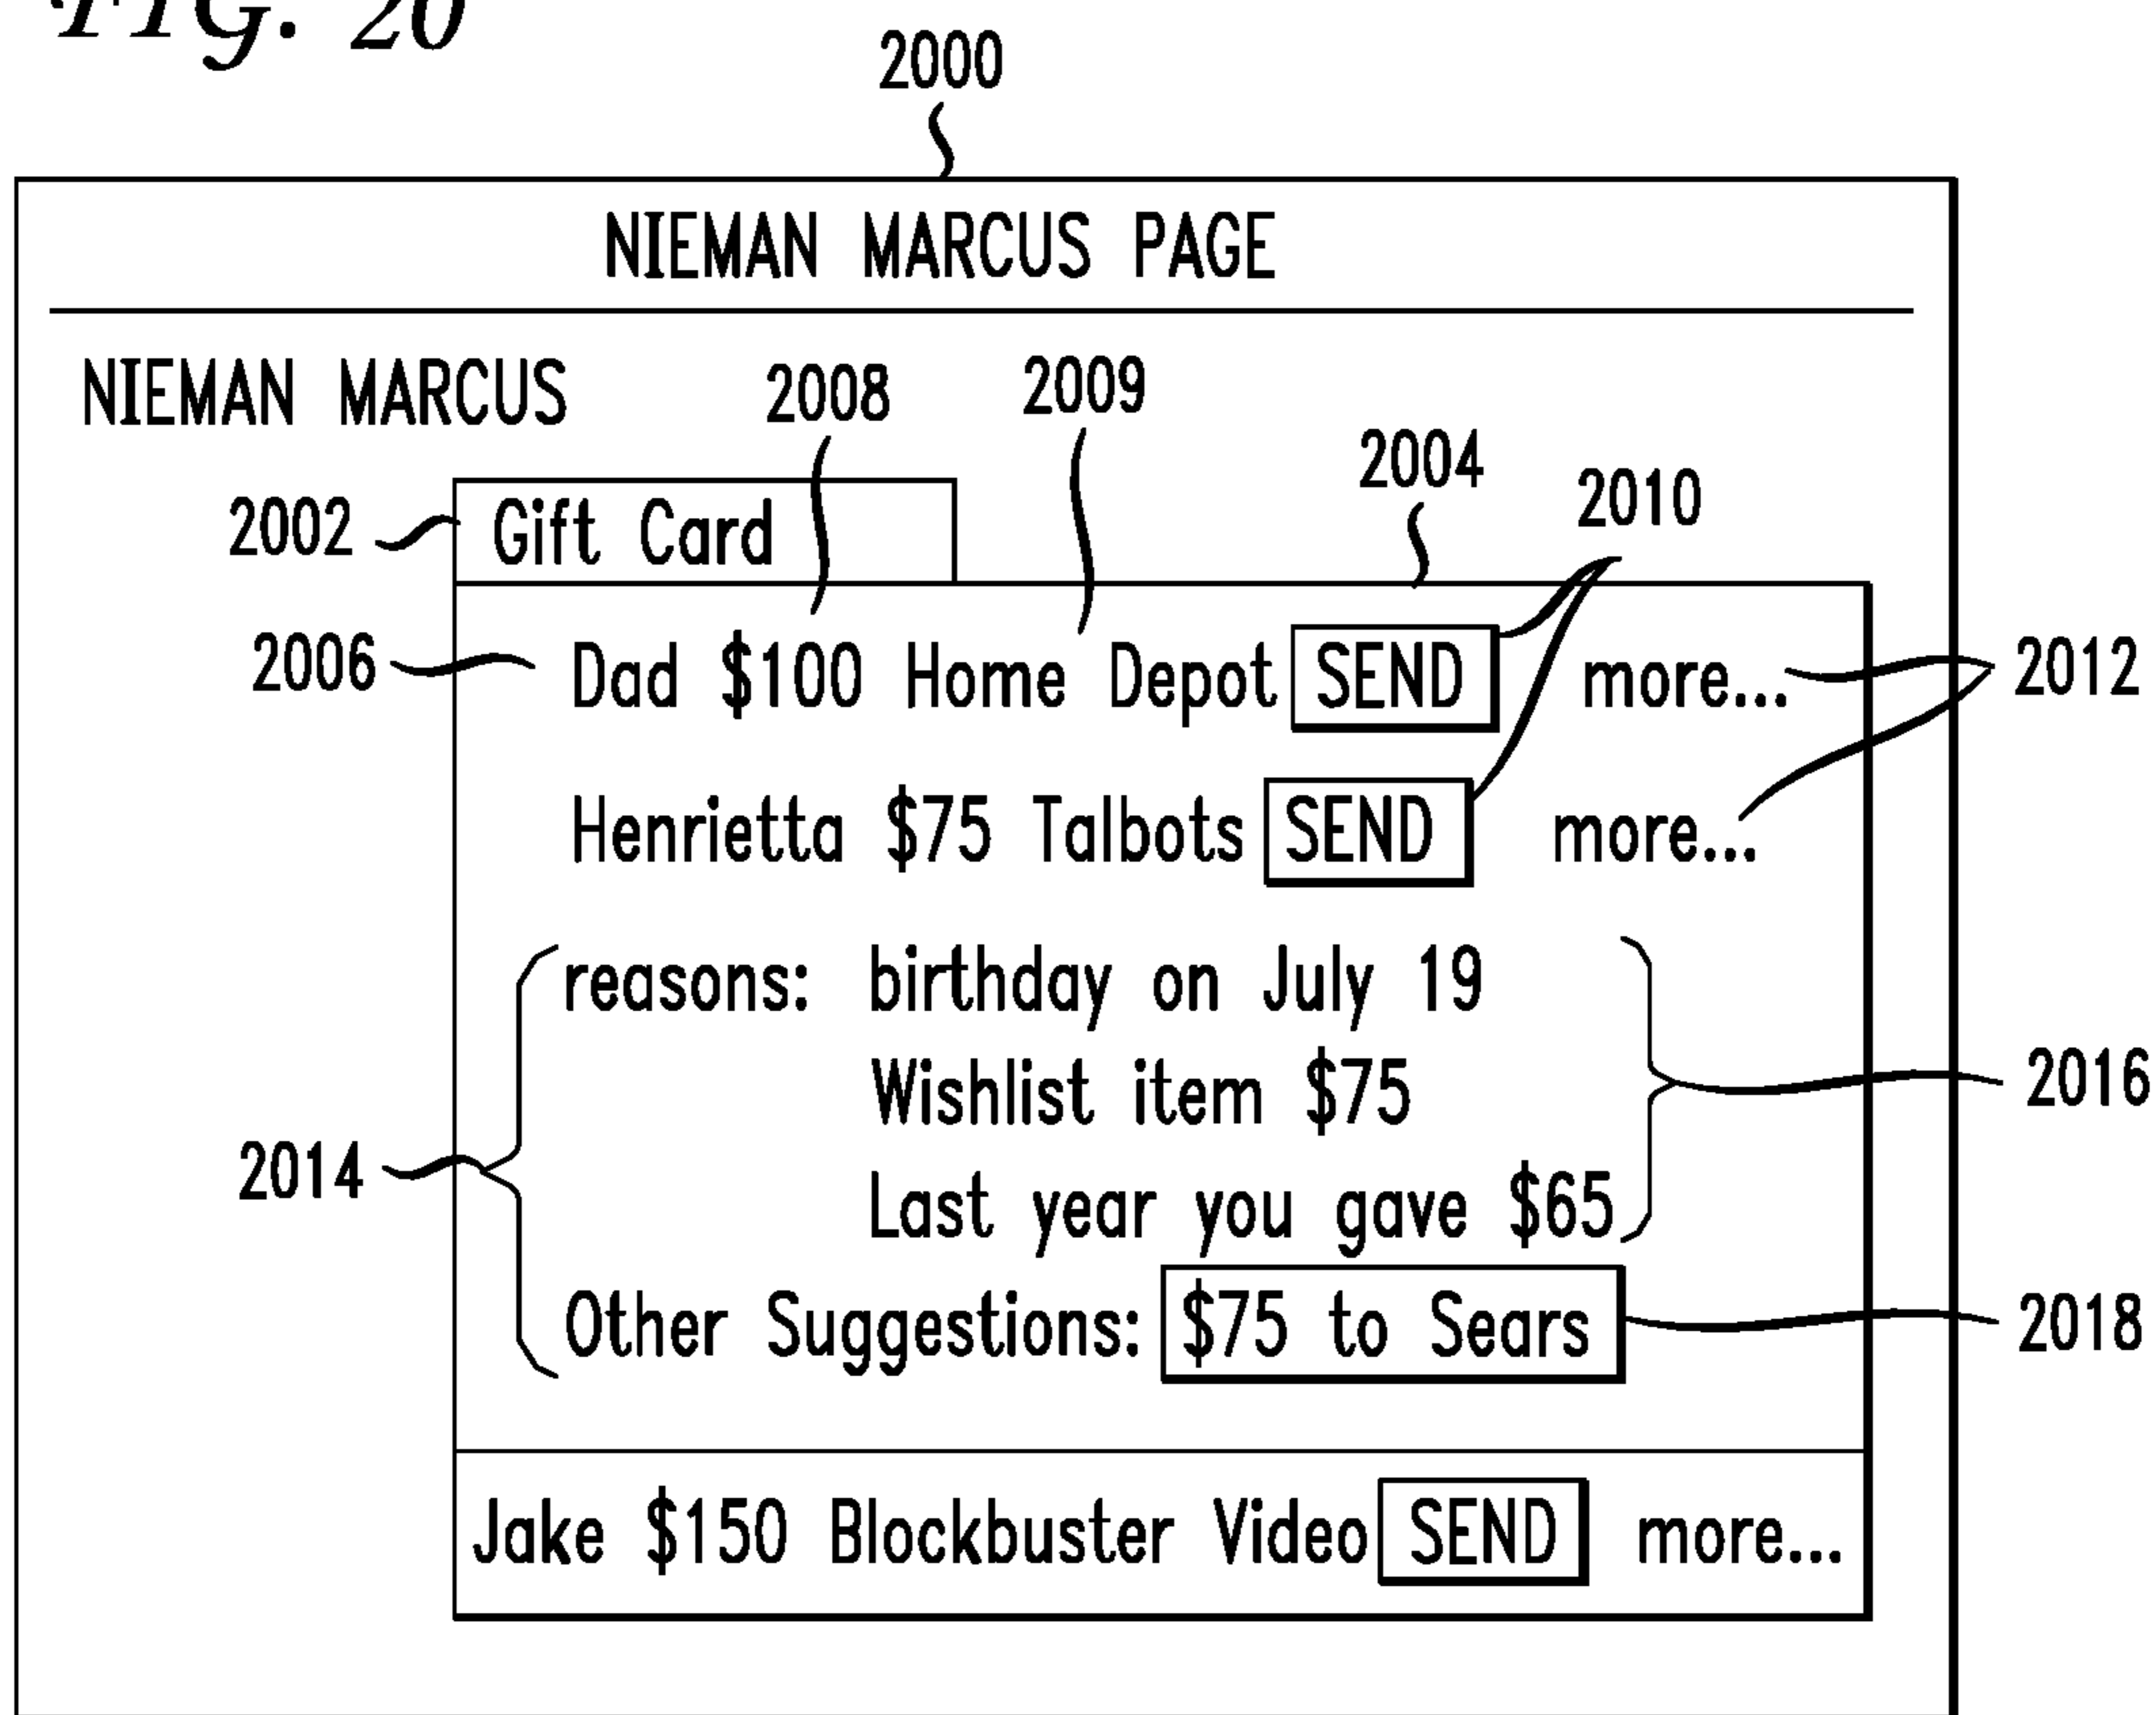 FIG. 20
2000
NIEMAN MARCUS PAGE
NIEMAN MARCUS
2008
2009
2004
2010
2002
Gift Card
2006
Dad $100 Home Depot SEND more...
2012
Henrietta $75 Talbots SEND more...
reasons: birthday on July 19
Wishlist item $75
2016
2014
Last year you gave $65
Other Suggestions: $75 to Sears
2018
Jake $150 Blockbuster Video SEND more...